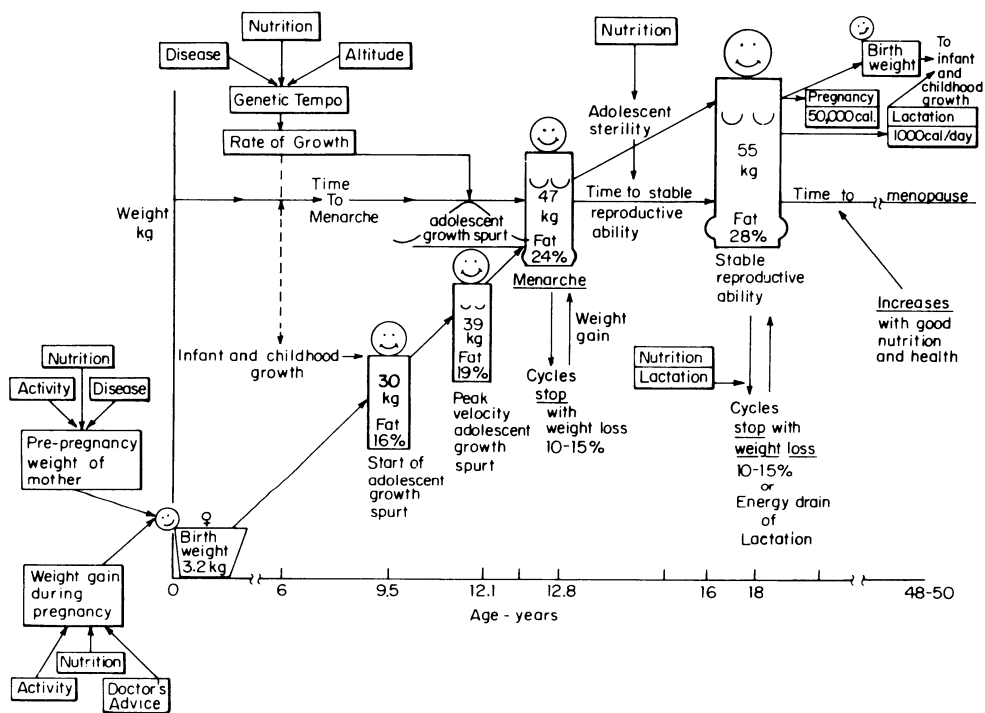 Nutrition
Disease
Altitude
Genetic Tempo
Rate of Growth
Time
To
Menarche
Weight
kg
adolescent
growth spurt
Infant and childhood
growth
Nutrition
Activity
Disease
Pre-pregnancy
weight of
mother
Weight gain
during
pregnancy
Nutrition
Activity
Doctor's
Advice
♀
Birth
weight
3.2 kg
30
kg
Fat
16%
Start of
adolescent
growth
spurt
39
kg
Fat
19%
Peak
velocity
adolescent
growth
spurt
47
kg
Fat
24%
Menarche
Weight
gain
Cycles
stop
with
weight loss
10-15%
Nutrition
Adolescent
sterility
Time to stable
reproductive
ability
55
kg
Fat
28%
Stable
reproductive
ability
Nutrition
Lactation
Cycles
stop with
weight loss
10-15%
or
Energy drain
of
Lactation
Birth
weight
To
infant
and
childhood
growth
Pregnancy
50,000 cal.
Lactation
1000 cal/day
Time to
menopause
Increases
with good
nutrition
and health
0
6
9.5
12.1
12.8
16
18
48-50
Age - years